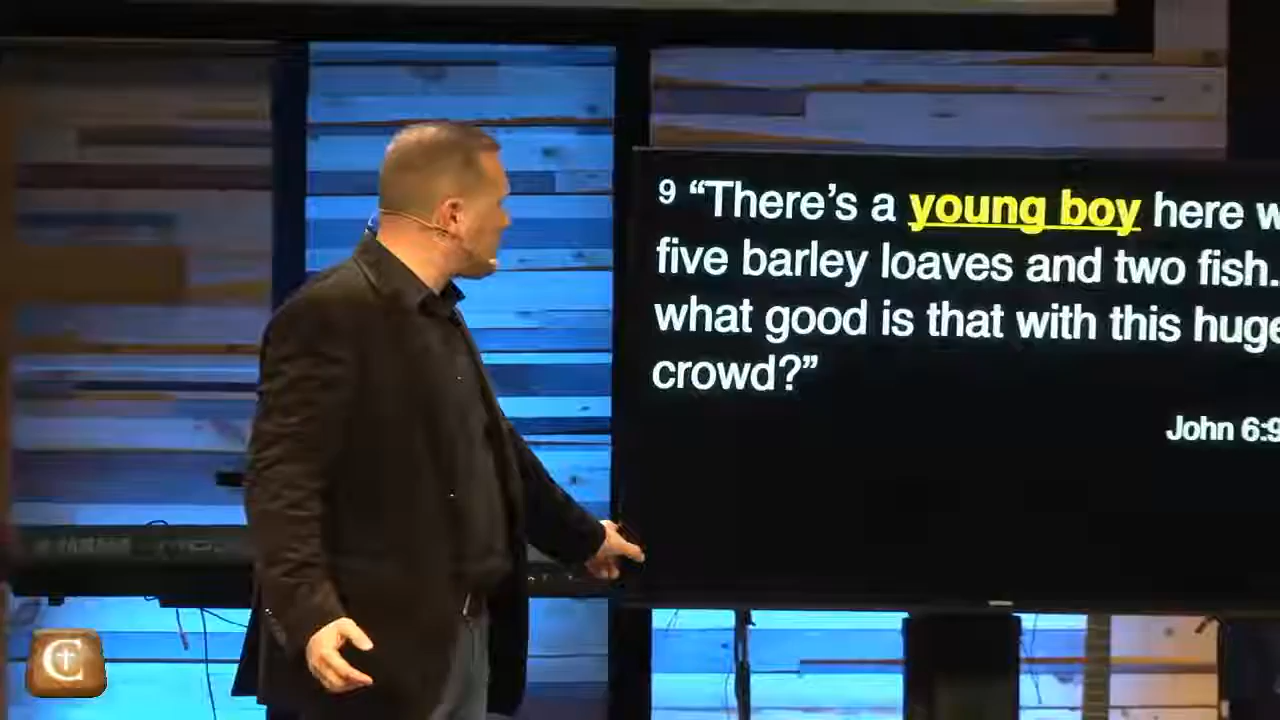 9 “There’s a young boy here w
five barley loaves and two fish.
what good is that with this huge
crowd?”
John 6:9
YAMAHA
C